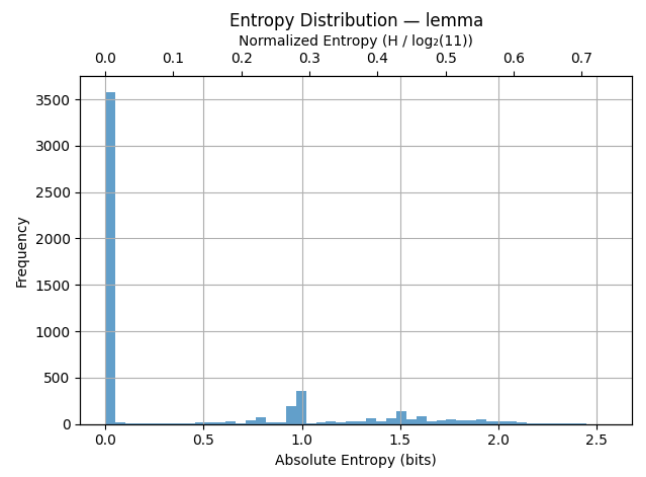 Entropy Distribution — lemma
Normalized Entropy (H / log₂(11))
0.0 0.1 0.2 0.3 0.4 0.5 0.6 0.7
3500
3000
2500
2000
1500
1000
500
0
Frequency
0.0 0.5 1.0 1.5 2.0 2.5
Absolute Entropy (bits)